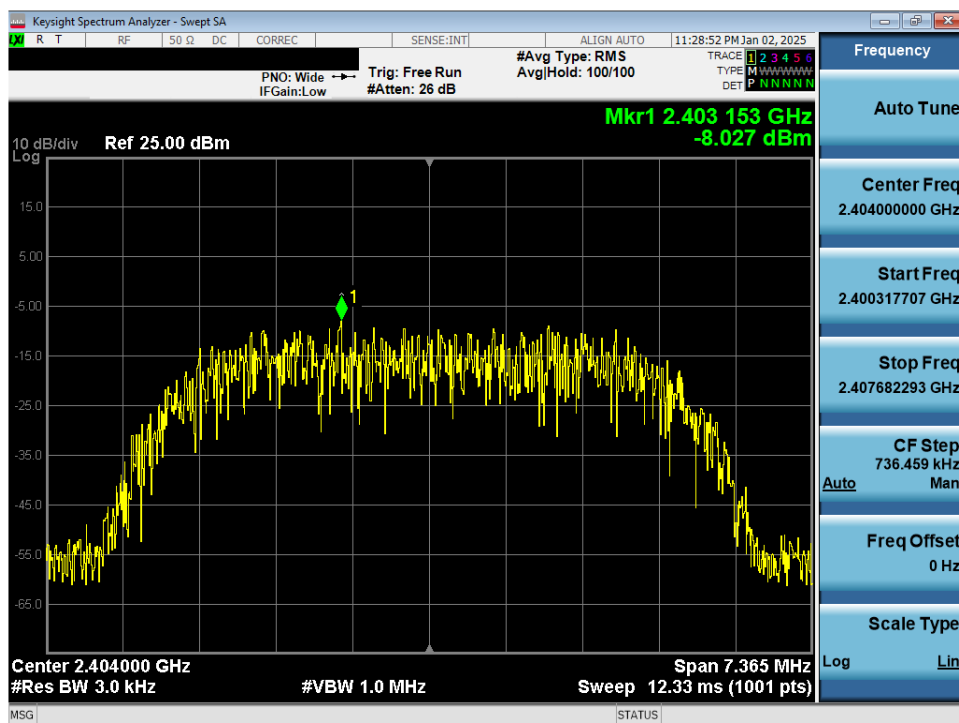 Keysight Spectrum Analyzer - Swept SA
LXI R T RF 50 Ω DC CORREC SENSE:INT ALIGN AUTO 11:28:52 PM Jan 02, 2025
PNO: Wide
IFGain:Low
Trig: Free Run
#Atten: 26 dB
#Avg Type: RMS
Avg|Hold: 100/100
TRACE 1 2 3 4 5 6
TYPE M W W W W W
DET P N N N N N
Mkr1 2.403 153 GHz
-8.027 dBm
10 dB/div Ref 25.00 dBm
Log
15.0
5.00
-5.00
-15.0
-25.0
-35.0
-45.0
-55.0
-65.0
1
Center 2.404000 GHz Span 7.365 MHz
#Res BW 3.0 kHz #VBW 1.0 MHz Sweep 12.33 ms (1001 pts)
MSG STATUS
Frequency
Auto Tune
Center Freq
2.404000000 GHz
Start Freq
2.400317707 GHz
Stop Freq
2.407682293 GHz
CF Step
736.459 kHz
Auto Man
Freq Offset
0 Hz
Scale Type
Log Lin